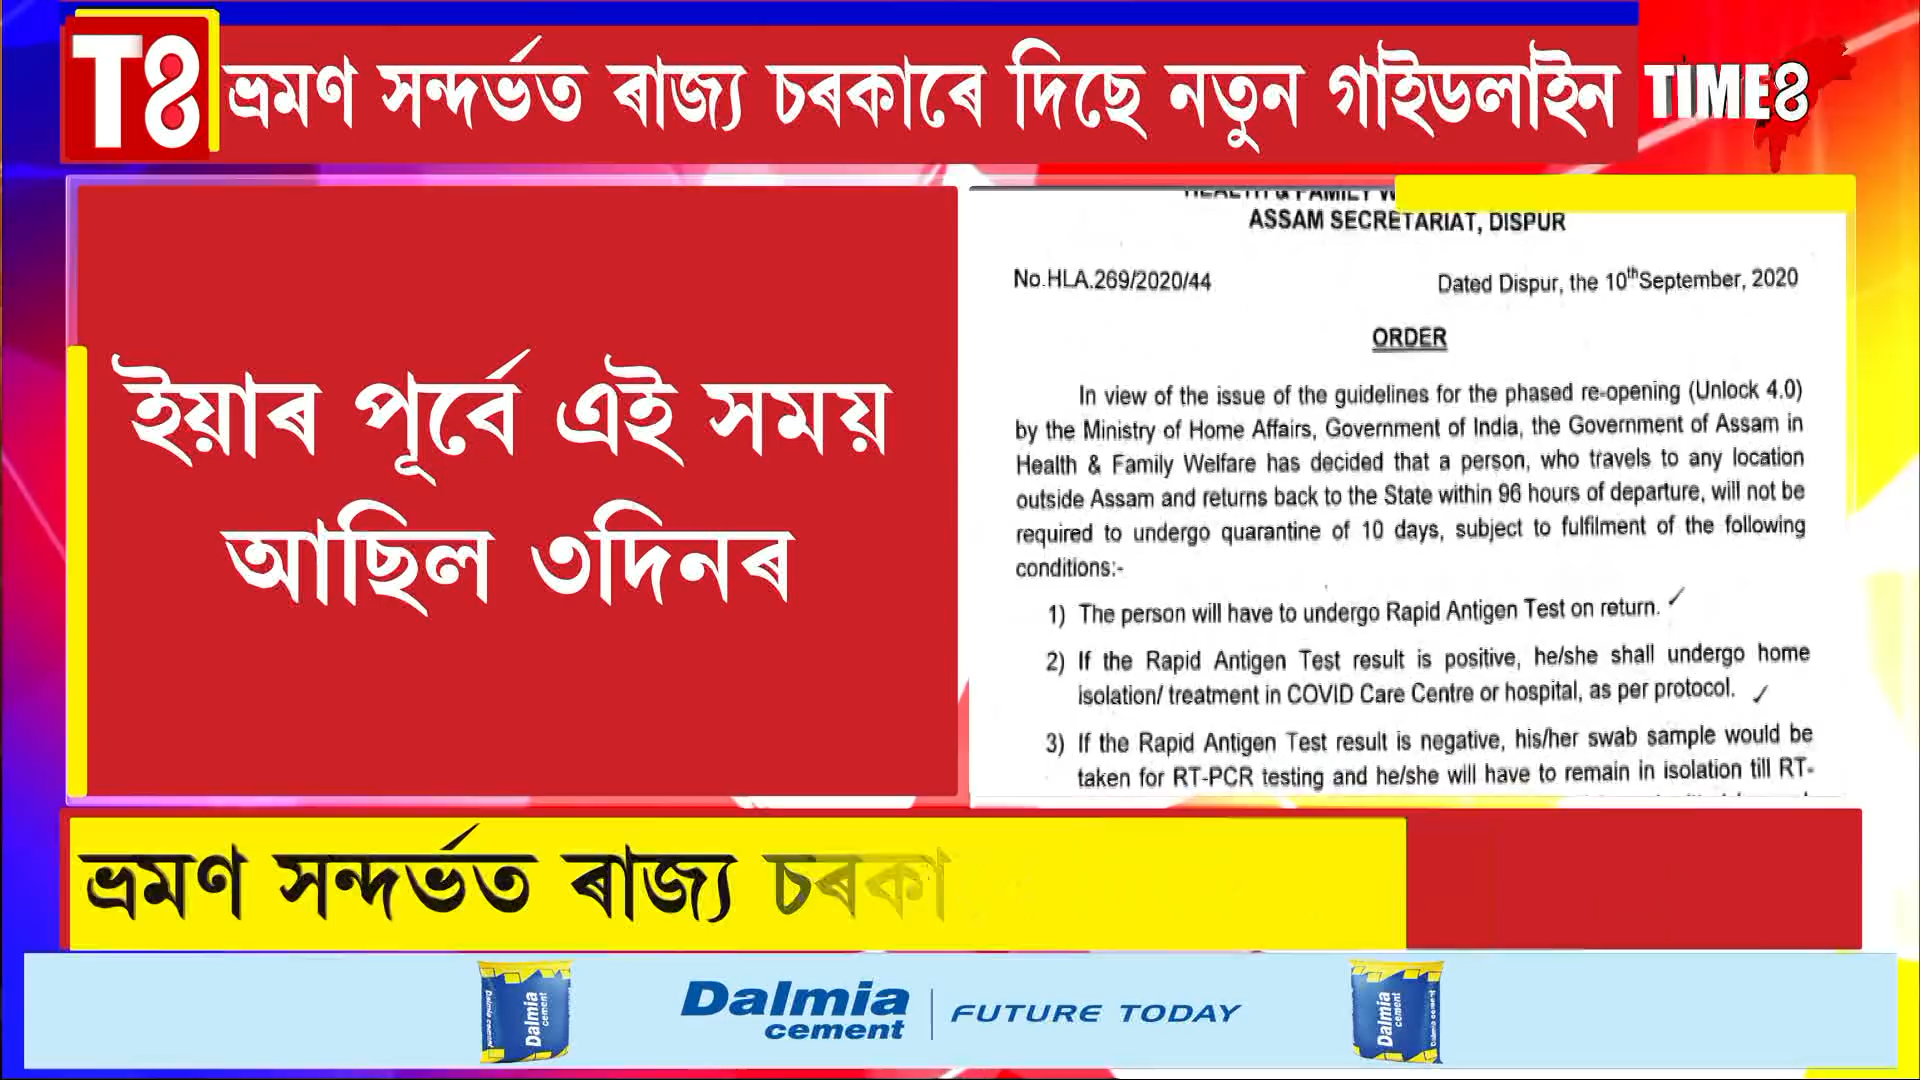 T8
ভ্ৰমণ সন্দৰ্ভত ৰাজ্য চৰকাৰে দিছে নতুন গাইডলাইন
TIME8
ইয়াৰ পূৰ্বে এই সময়
আছিল ৩দিনৰ
HEALTH & FAMILY W
ASSAM SECRETARIAT, DISPUR
No.HLA.269/2020/44
Dated Dispur, the 10th September, 2020
ORDER
In view of the issue of the guidelines for the phased re-opening (Unlock 4.0)
by the Ministry of Home Affairs, Government of India, the Government of Assam in
Health & Family Welfare has decided that a person, who travels to any location
outside Assam and returns back to the State within 96 hours of departure, will not be
required to undergo quarantine of 10 days, subject to fulfilment of the following
conditions:-
1) The person will have to undergo Rapid Antigen Test on return.
2) If the Rapid Antigen Test result is positive, he/she shall undergo home
isolation/ treatment in COVID Care Centre or hospital, as per protocol.
3) If the Rapid Antigen Test result is negative, his/her swab sample would be
taken for RT-PCR testing and he/she will have to remain in isolation till RT-
ভ্ৰমণ সন্দৰ্ভত ৰাজ্য চৰকা
Dalmia cement
Dalmia
cement
FUTURE TODAY
Dalmia cement